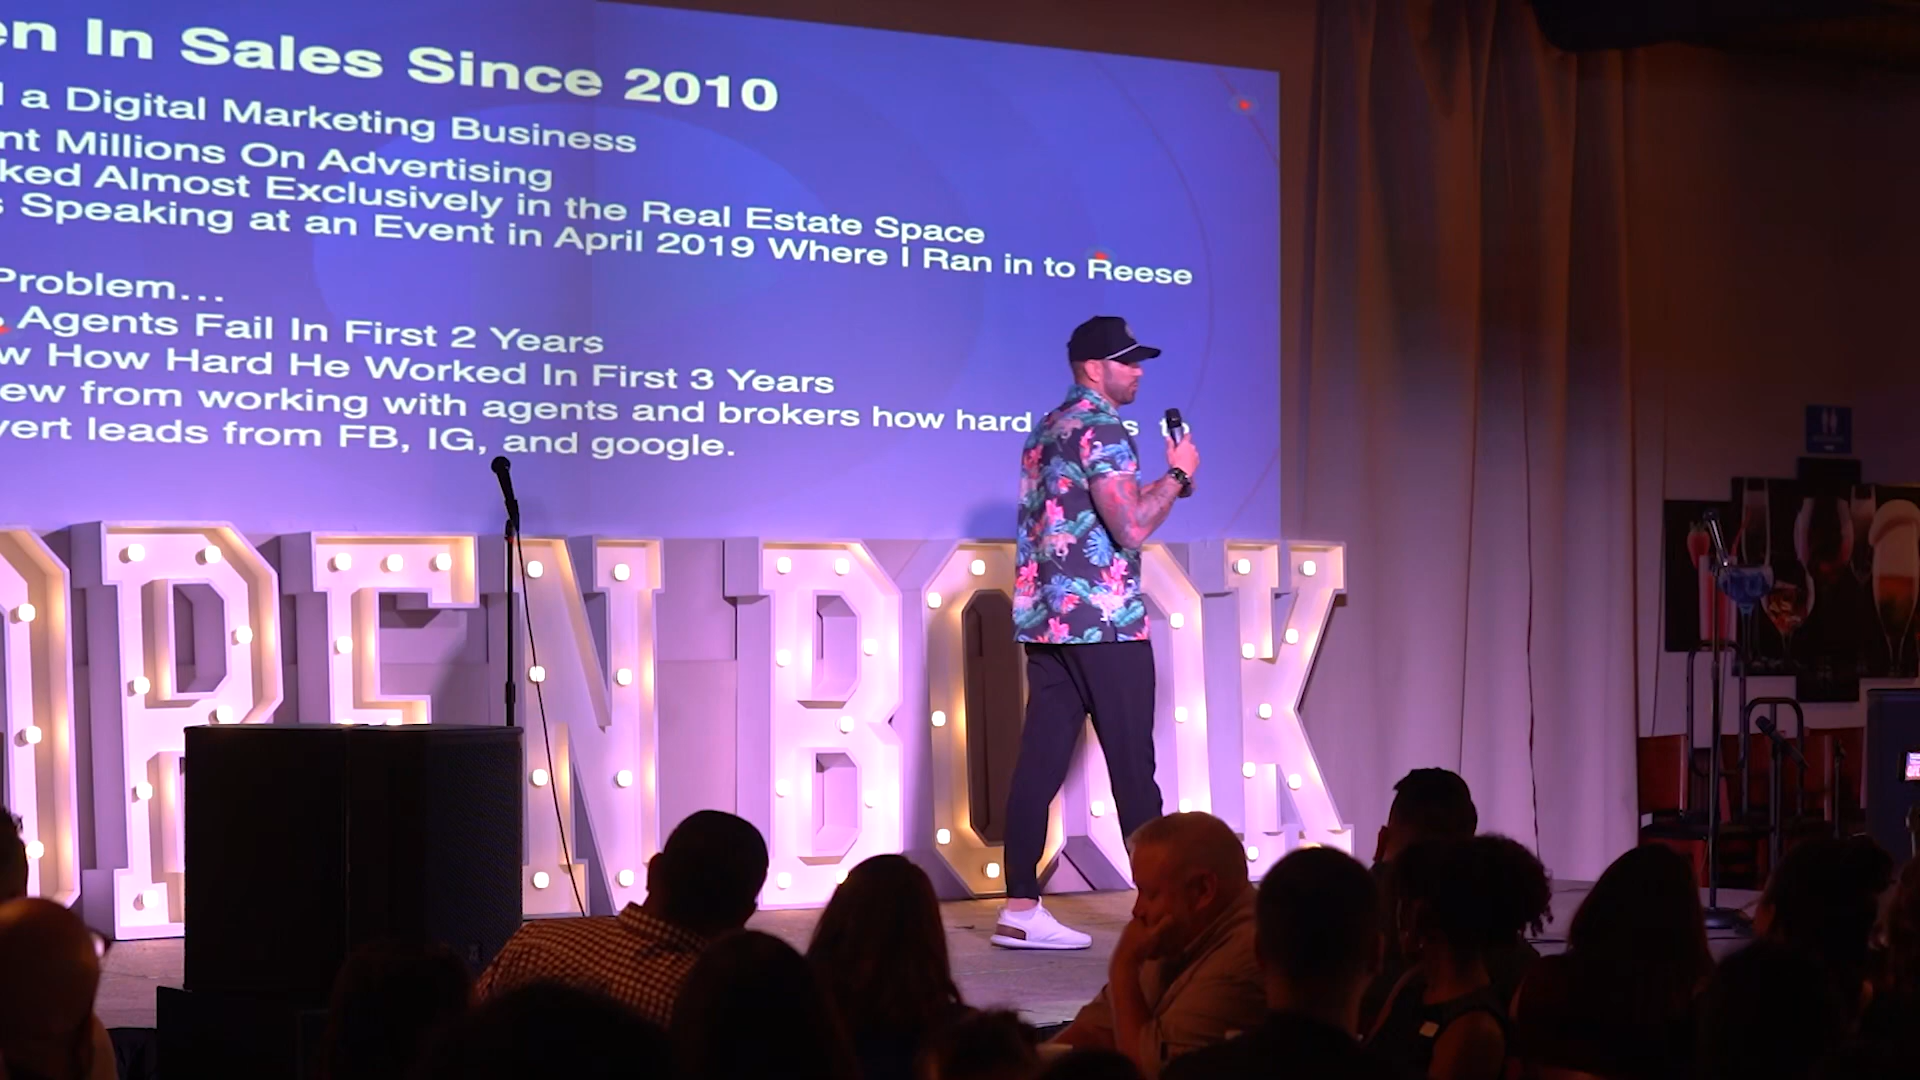 en In Sales Since 2010
a Digital Marketing Business
nt Millions On Advertising
ked Almost Exclusively in the Real Estate Space
s Speaking at an Event in April 2019 Where I Ran in to Reese
Problem...
Agents Fail In First 2 Years
w How Hard He Worked In First 3 Years
ew from working with agents and brokers how hard
vert leads from FB, IG, and google.
OPEN BOOK